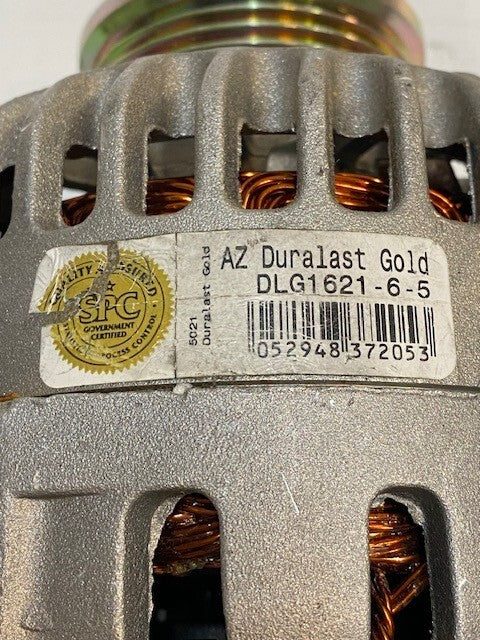 QUALITY ASSURED
SPC
GOVERNMENT
CERTIFIED
PROCESS CONTROL
5021
Duralast Gold
AZ Duralast Gold
DLG1621-6-5
052948 372053